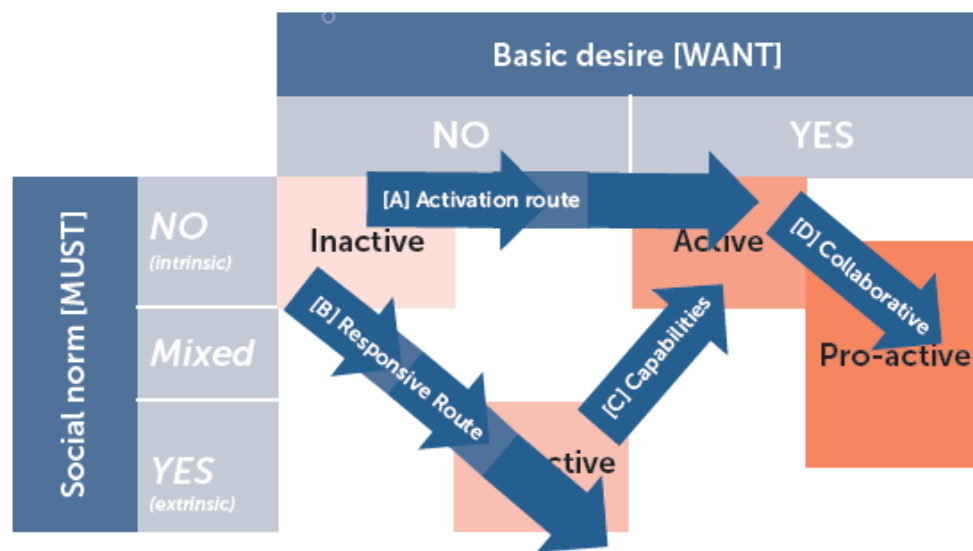 Basic desire [WANT]
NO
YES
Social norm [MUST]
NO
(intrinsic)
Mixed
YES
(extrinsic)
[A] Activation route
Inactive
Active
[B] Responsive Route
[C] Capabilities
[D] Collaborative
Pro-active